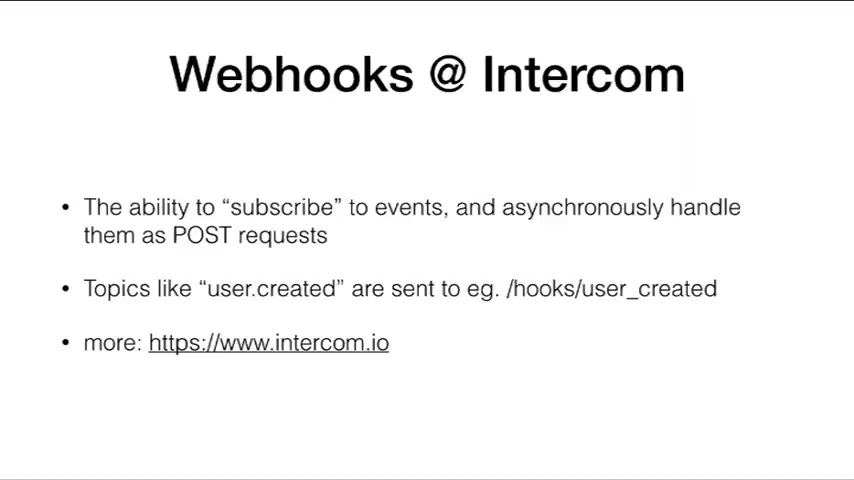 Webhooks @ Intercom
• The ability to “subscribe” to events, and asynchronously handle
them as POST requests
• Topics like “user.created” are sent to eg. /hooks/user_created
• more: https://www.intercom.io